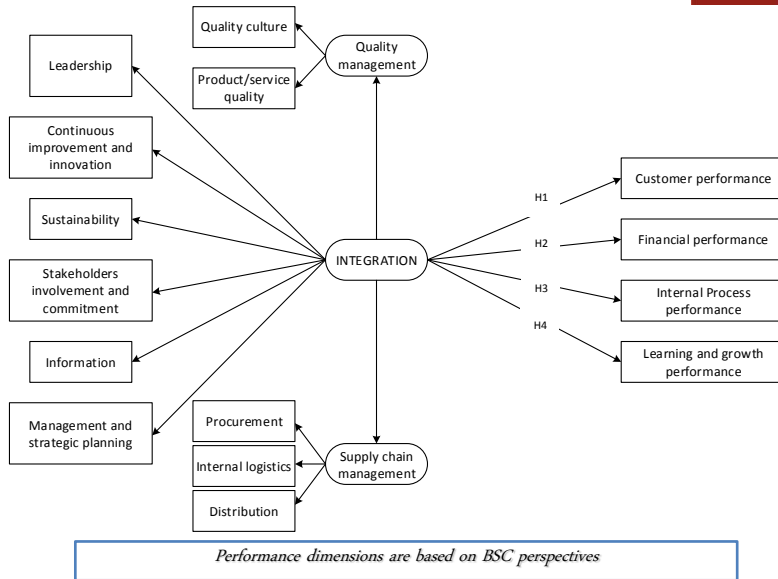 Quality culture
Product/service
quality
Quality
management
Leadership
Continuous
improvement and
innovation
Sustainability
Stakeholders
involvement and
commitment
Information
Management and
strategic planning
INTEGRATION
H1
H2
H3
H4
Customer performance
Financial performance
Internal Process
performance
Learning and growth
performance
Procurement
Internal logistics
Distribution
Supply chain
management
Performance dimensions are based on BSC perspectives